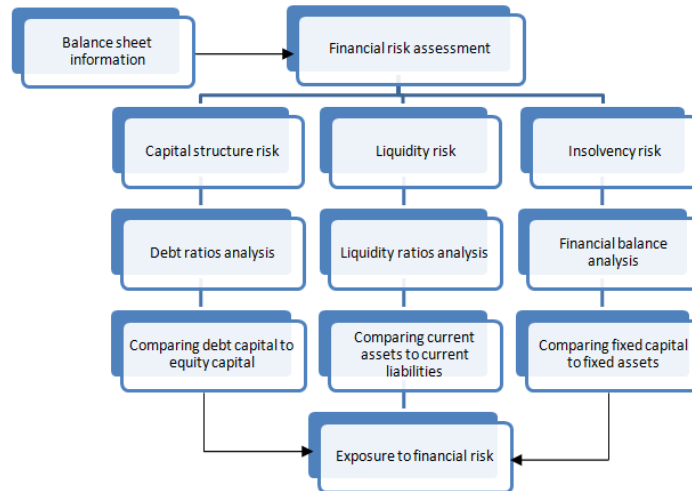 Balance sheet
information
Financial risk assessment
Capital structure risk
Liquidity risk
Insolvency risk
Debt ratios analysis
Liquidity ratios analysis
Financial balance
analysis
Comparing debt capital to
equity capital
Comparing current
assets to current
liabilities
Comparing fixed capital
to fixed assets
Exposure to financial risk